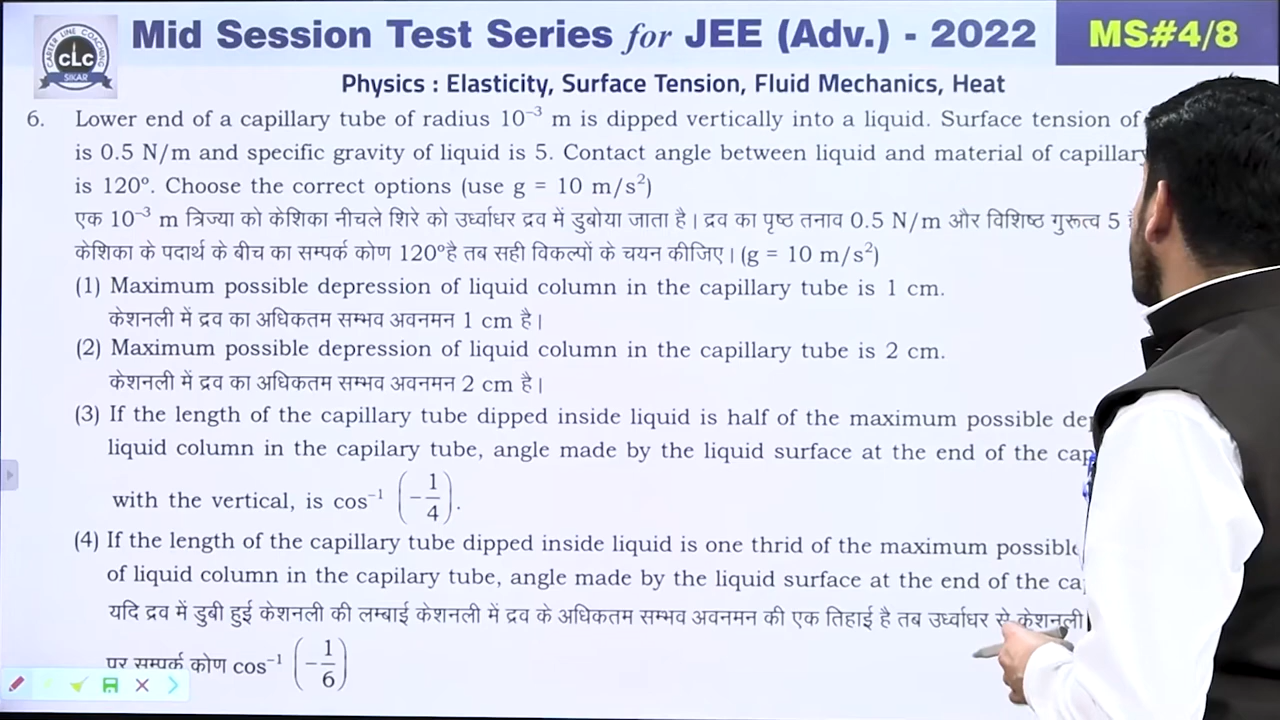 Mid Session Test Series for JEE (Adv.) - 2022
MS#4/8
CAREER LINE COACHING
CLC
SIKAR
Physics : Elasticity, Surface Tension, Fluid Mechanics, Heat
6. Lower end of a capillary tube of radius 10⁻³ m is dipped vertically into a liquid. Surface tension of
is 0.5 N/m and specific gravity of liquid is 5. Contact angle between liquid and material of capillary
is 120°. Choose the correct options (use g = 10 m/s²)
एक 10⁻³ m त्रिज्या को केशिका नीचले शिरे को उर्ध्वाधर द्रव में डुबोया जाता है। द्रव का पृष्ठ तनाव 0.5 N/m और विशिष्ठ गुरूत्व 5
केशिका के पदार्थ के बीच का सम्पर्क कोण 120°है तब सही विकल्पों के चयन कीजिए। (g = 10 m/s²)
(1) Maximum possible depression of liquid column in the capillary tube is 1 cm.
केशनली में द्रव का अधिकतम सम्भव अवनमन 1 cm है।
(2) Maximum possible depression of liquid column in the capillary tube is 2 cm.
केशनली में द्रव का अधिकतम सम्भव अवनमन 2 cm है।
(3) If the length of the capillary tube dipped inside liquid is half of the maximum possible dep
liquid column in the capilary tube, angle made by the liquid surface at the end of the cap
with the vertical, is cos⁻¹ (-1/4).
(4) If the length of the capillary tube dipped inside liquid is one thrid of the maximum possible
of liquid column in the capilary tube, angle made by the liquid surface at the end of the ca
यदि द्रव में डुबी हुई केशनली की लम्बाई केशनली में द्रव के अधिकतम सम्भव अवनमन की एक तिहाई है तब उर्ध्वाधर से केशनली
पर सम्पर्क कोण cos⁻¹ (-1/6)